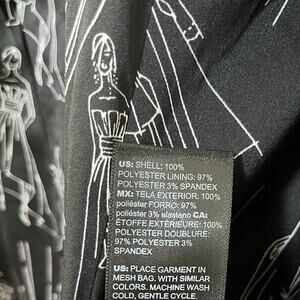 US: SHELL: 100%
POLYESTER LINING: 97%
POLYESTER 3% SPANDEX
MX: TELA EXTERIOR: 100%
poliéster FORRO: 97%
poliéster 3% elastano CA:
ÉTOFFE EXTÉRIEURE: 100%
POLYESTER DOUBLURE:
97% POLYESTER 3%
SPANDEX
US: PLACE GARMENT IN
MESH BAG. WITH SIMILAR
COLORS. MACHINE WASH
COLD, GENTLE CYCLE.